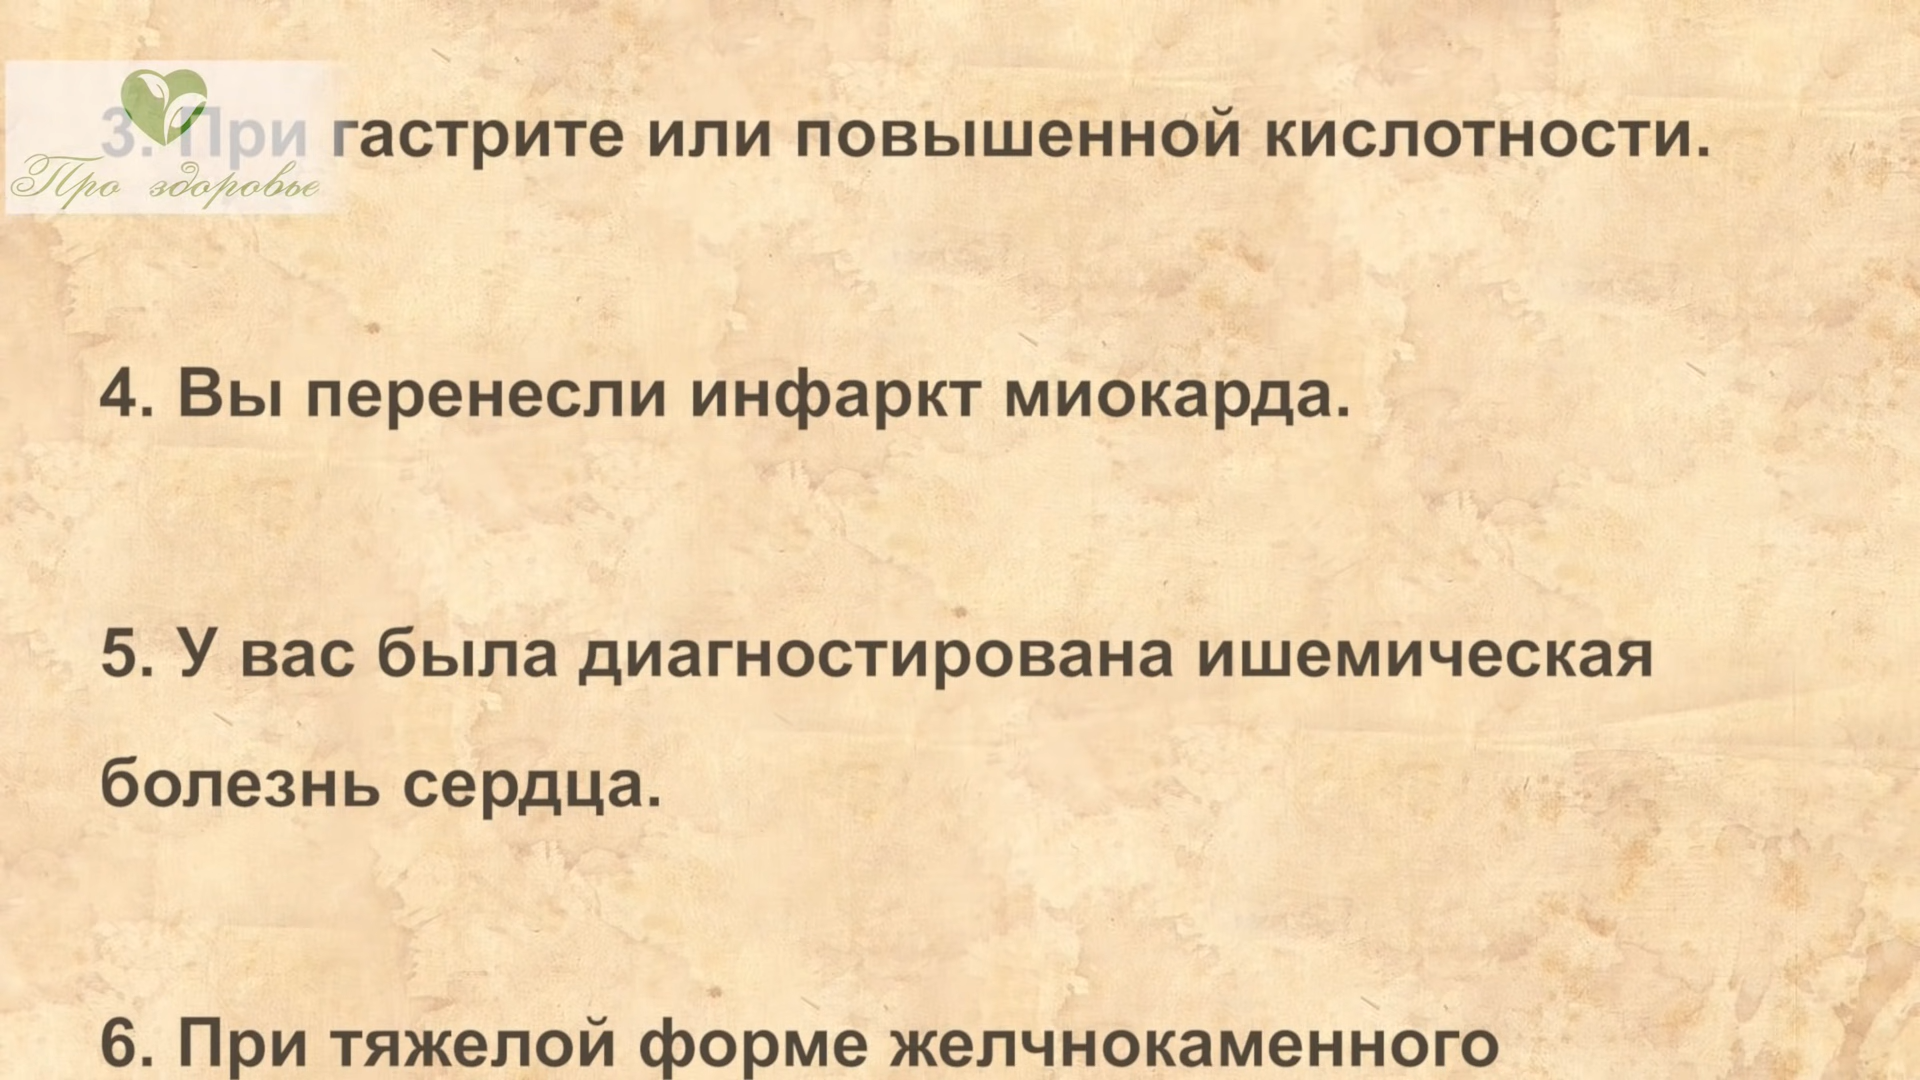 3. При гастрите или повышенной кислотности.
Про здоровье
4. Вы перенесли инфаркт миокарда.
5. У вас была диагностирована ишемическая
болезнь сердца.
6. При тяжелой форме желчнокаменного